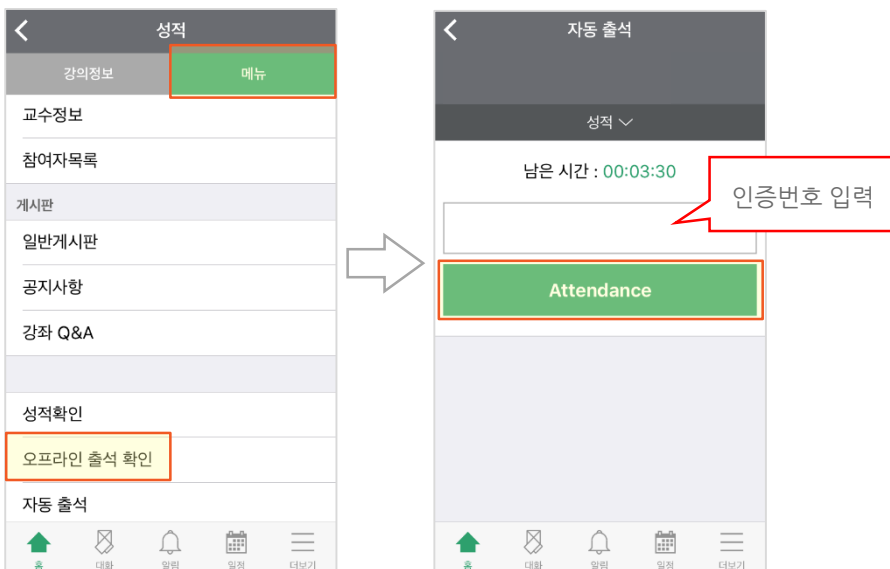 성적
강의정보
메뉴
교수정보
참여자목록
게시판
일반게시판
공지사항
강좌 Q&A
성적확인
오프라인 출석 확인
자동 출석
홈
대화
알림
일정
더보기
자동 출석
성적
남은 시간 : 00:03:30
인증번호 입력
Attendance
홈
대화
알림
일정
더보기